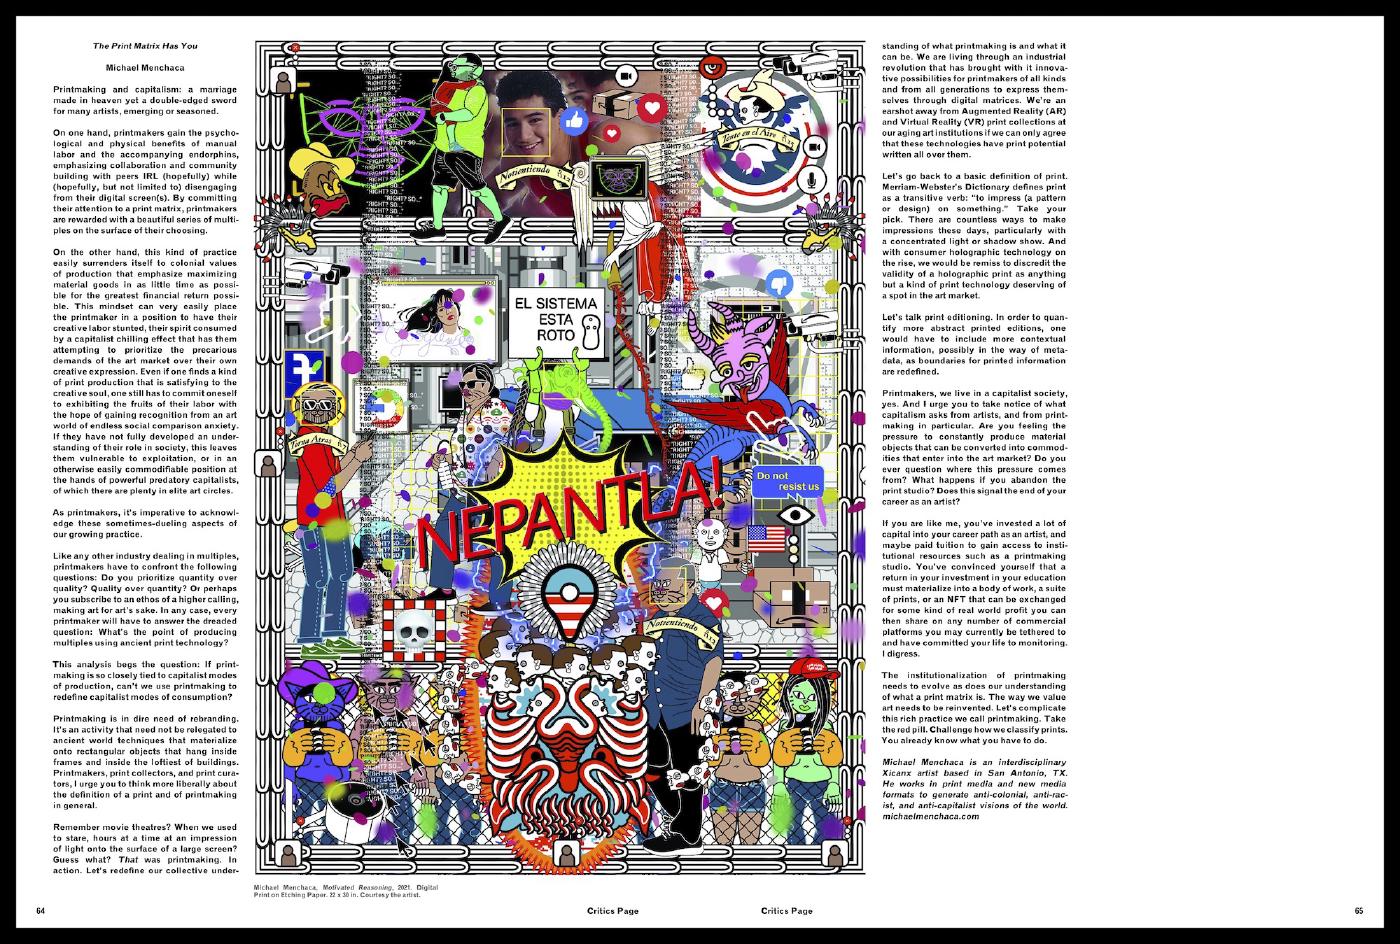 The Print Matrix Has You
Michael Menchaca
Printmaking and capitalism: a marriage
made in heaven yet a double-edged sword
for many artists, emerging or seasoned.
On one hand, printmakers gain the psycho-
logical and physical benefits of manual
labor and the accompanying endorphins,
emphasizing collaboration and community
building with peers IRL (hopefully) while
(hopefully, but not limited to) disengaging
from their digital screen(s). By committing
their attention to a print matrix, printmakers
are rewarded with a beautiful series of multi-
ples on the surface of their choosing.
On the other hand, this kind of practice
easily surrenders itself to colonial values
of production that emphasize maximizing
material goods in as little time as possi-
ble for the greatest financial return possi-
ble. This mindset can very easily place
the printmaker in a position to have their
creative labor stunted, their spirit consumed
by a capitalist chilling effect that has them
attempting to prioritize the precarious
demands of the art market over their own
creative expression. Even if one finds a kind
of print production that is satisfying to the
creative soul, one still has to commit oneself
to exhibiting the fruits of their labor with
the hope of gaining recognition from an art
world of endless social comparison anxiety.
If they have not fully developed an under-
standing of their role in society, this leaves
them vulnerable to exploitation, or in an
otherwise easily commodifiable position at
the hands of powerful predatory capitalists,
of which there are plenty in elite art circles.
As printmakers, it's imperative to acknowl-
edge these sometimes-dueling aspects of
our growing practice.
Like any other industry dealing in multiples,
printmakers have to confront the following
questions: Do you prioritize quantity over
quality? Quality over quantity? Or perhaps
you subscribe to an ethos of a higher calling,
making art for art's sake. In any case, every
printmaker will have to answer the dreaded
question: What's the point of producing
multiples using ancient print technology?
This analysis begs the question: If print-
making is so closely tied to capitalist modes
of production, can't we use printmaking to
redefine capitalist modes of consumption?
Printmaking is in dire need of rebranding.
It's an activity that need not be relegated to
ancient world techniques that materialize
onto rectangular objects that hang inside
frames and inside the loftiest of buildings.
Printmakers, print collectors, and print cura-
tors, I urge you to think more liberally about
the definition of a print and of printmaking
in general.
Remember movie theatres? When we used
to stare, hours at a time at an impression
of light onto the surface of a large screen?
Guess what? That was printmaking. In
action. Let's redefine our collective under-
Notientiendo
Tente en el Aire
EL SISTEMA
ESTA
ROTO
Torna Atras
NEPANTLA!
Do not
resist us
Notientiendo
Michael Menchaca, Motivated Reasoning, 2021. Digital
Print on Etching Paper. 22 x 30 in. Courtesy the artist.
standing of what printmaking is and what it
can be. We are living through an industrial
revolution that has brought with it innova-
tive possibilities for printmakers of all kinds
and from all generations to express them-
selves through digital matrices. We're an
earshot away from Augmented Reality (AR)
and Virtual Reality (VR) print collections at
our aging art institutions if we can only agree
that these technologies have print potential
written all over them.
Let's go back to a basic definition of print.
Merriam-Webster's Dictionary defines print
as a transitive verb: "to impress (a pattern
or design) on something." Take your
pick. There are countless ways to make
impressions these days, particularly with
a concentrated light or shadow show. And
with consumer holographic technology on
the rise, we would be remiss to discredit the
validity of a holographic print as anything
but a kind of print technology deserving of
a spot in the art market.
Let's talk print editioning. In order to quan-
tify more abstract printed editions, one
would have to include more contextual
information, possibly in the way of meta-
data, as boundaries for printed information
are redefined.
Printmakers, we live in a capitalist society,
yes. And I urge you to take notice of what
capitalism asks from artists, and from print-
making in particular. Are you feeling the
pressure to constantly produce material
objects that can be converted into commod-
ities that enter into the art market? Do you
ever question where this pressure comes
from? What happens if you abandon the
print studio? Does this signal the end of your
career as an artist?
If you are like me, you've invested a lot of
capital into your career path as an artist, and
maybe paid tuition to gain access to insti-
tutional resources such as a printmaking
studio. You've convinced yourself that a
return in your investment in your education
must materialize into a body of work, a suite
of prints, or an NFT that can be exchanged
for some kind of real world profit you can
then share on any number of commercial
platforms you may currently be tethered to
and have committed your life to monitoring.
I digress.
The institutionalization of printmaking
needs to evolve as does our understanding
of what a print matrix is. The way we value
art needs to be reinvented. Let's complicate
this rich practice we call printmaking. Take
the red pill. Challenge how we classify prints.
You already know what you have to do.
Michael Menchaca is an interdisciplinary
Xicanx artist based in San Antonio, TX.
He works in print media and new media
formats to generate anti-colonial, anti-rac-
ist, and anti-capitalist visions of the world.
michaelmenchaca.com
64
Critics Page
Critics Page
65